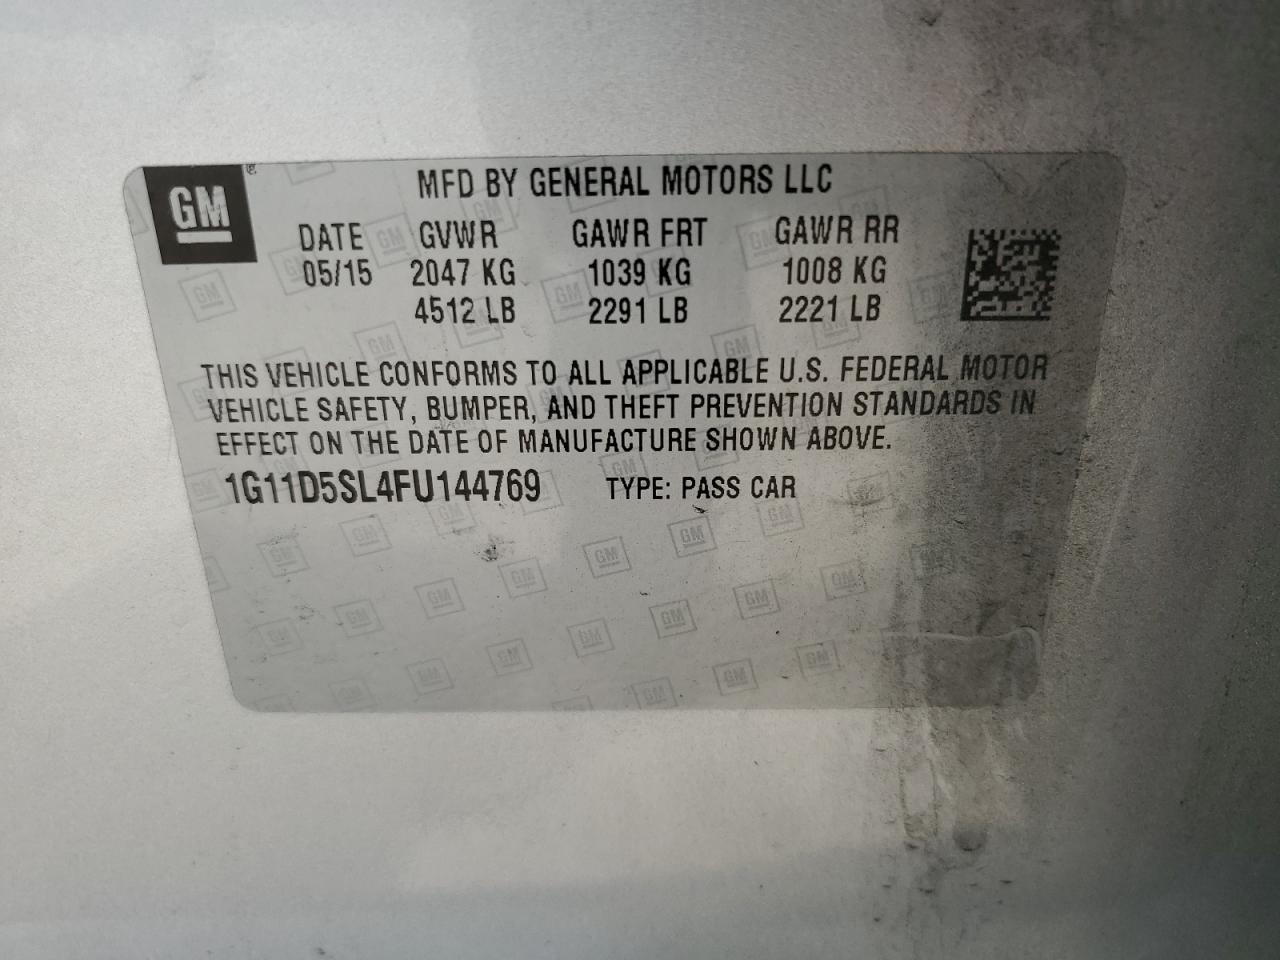 GM ®
MFD BY GENERAL MOTORS LLC
DATE GVWR GAWR FRT GAWR RR
05/15 2047 KG 1039 KG 1008 KG
4512 LB 2291 LB 2221 LB
THIS VEHICLE CONFORMS TO ALL APPLICABLE U.S. FEDERAL MOTOR
VEHICLE SAFETY, BUMPER, AND THEFT PREVENTION STANDARDS IN
EFFECT ON THE DATE OF MANUFACTURE SHOWN ABOVE.
1G11D5SL4FU144769 TYPE: PASS CAR